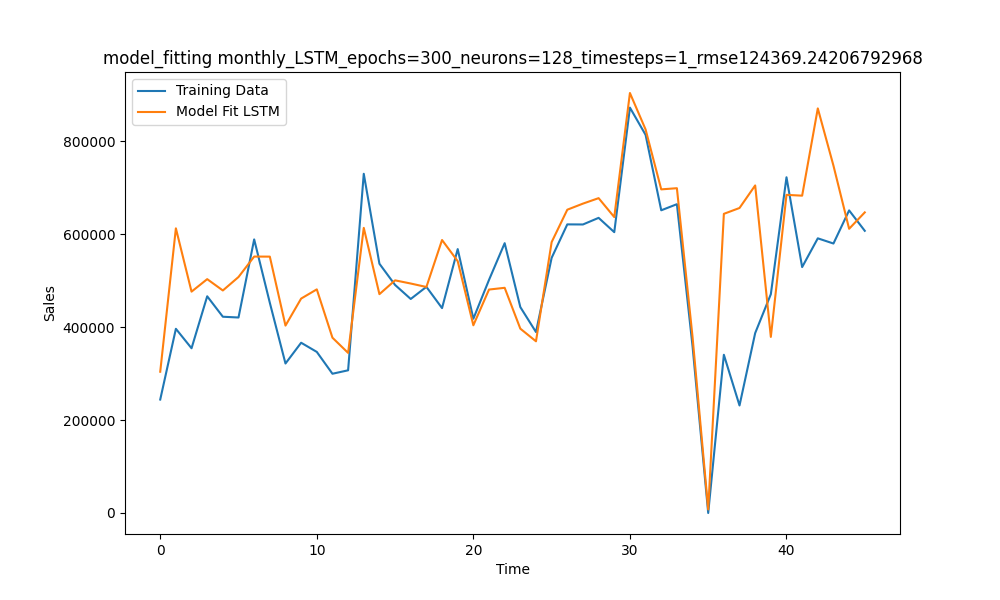 model_fitting monthly_LSTM_epochs=300_neurons=128_timesteps=1_rmse124369.24206792968
Training Data
Model Fit LSTM
800000
600000
400000
200000
0
Sales
0 10 20 30 40
Time